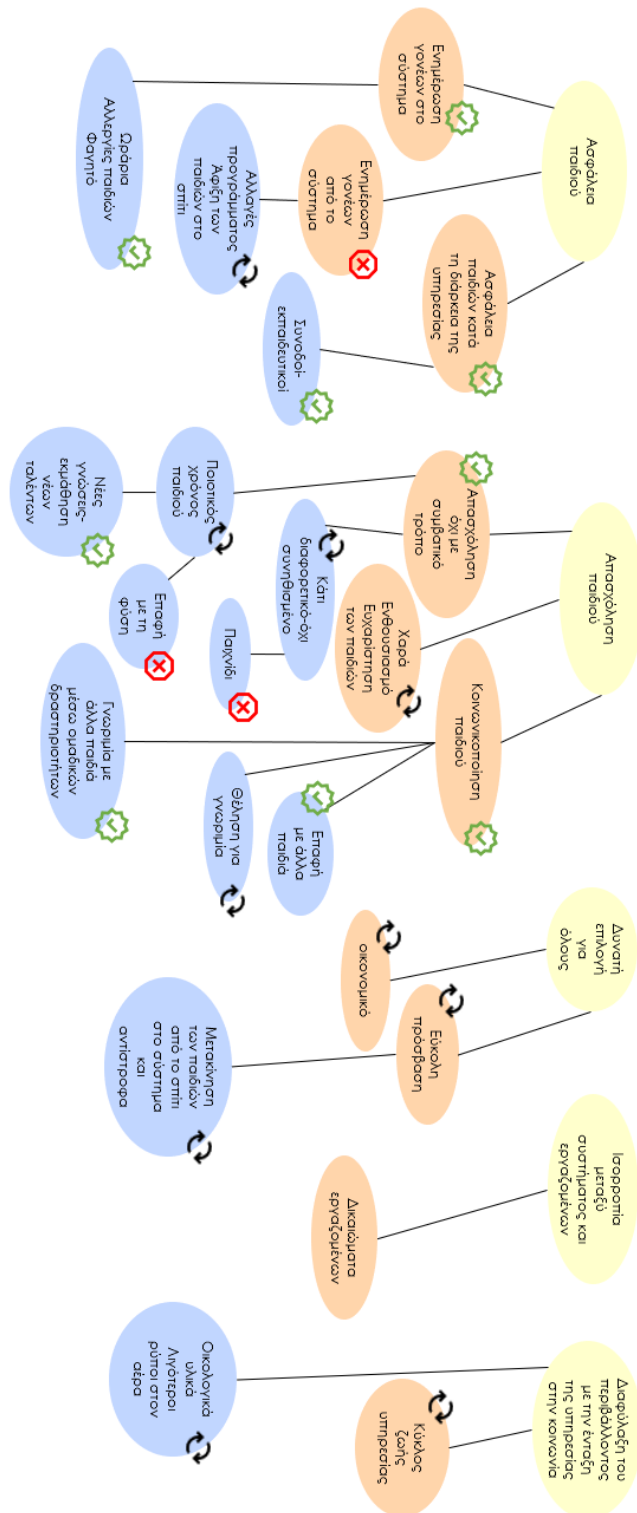 Ασφάλεια
παιδιού
Απασχόληση
παιδιού
Δυνατή
επιλογή
για
όλους
Ισορροπία
μεταξύ
συστήματος και
εργαζομένων
Διαφύλαξη του
περιβάλλοντος
με την ένταξη
της υπηρεσίας
στην κοινωνία
Ενημέρωση
γονέων στο
σύστημα
Ενημέρωση
γονέων
από το
σύστημα
Ασφάλεια
παιδιών κατά
τη διάρκεια της
υπηρεσίας
Απασχόληση
όχι με
συμβατικό
τρόπο
Χαρά
Ενθουσιασμό
Ευχαρίστηση
των παιδιών
Κοινωνικοποίηση
παιδιού
οικονομικό
Εύκολη
πρόσβαση
Δικαιώματα
εργαζομένων
Κύκλος
ζωής
υπηρεσίας
Ωράρια
Αλλεργίες παιδιών
Φαγητό
Αλλαγές
προγράμματος
Άφιξη των
παιδιών στο
σπίτι
Συνοδοί-
εκπαιδευτικοί
Νέες
γνώσεις-
εκμάθηση
νέων
ταλέντων
Ποιοτικός
χρόνος
παιδιού
Επαφή
με τη
φύση
Κάτι
διαφορετικό-όχι
συνηθισμένο
Παιχνίδι
Γνωριμία με
άλλα παιδιά
μέσω ομαδικών
δραστηριοτήτων
Θέληση για
γνωριμία
Επαφή
με άλλα
παιδιά
Μετακίνηση
των παιδιών
από το σπίτι
στο σύστημα
και
αντίστροφα
Οικολογικά
υλικά
Λιγότεροι
ρύποι στον
αέρα